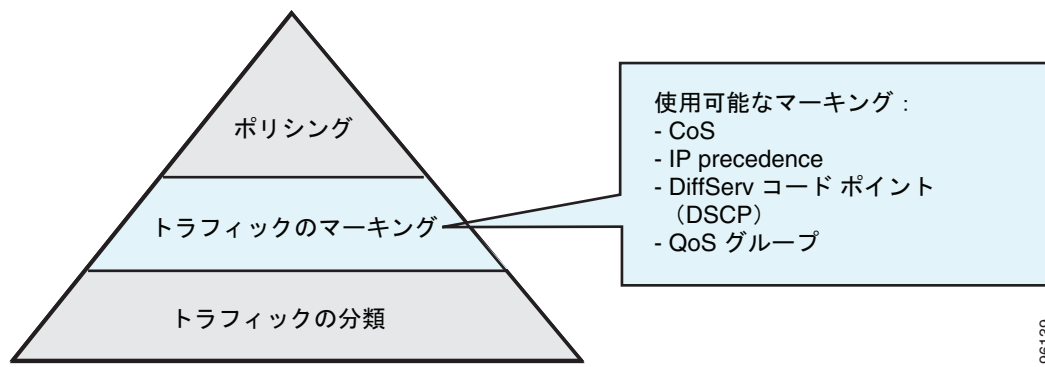 ポリシング
トラフィックのマーキング
トラフィックの分類
使用可能なマーキング：
- CoS
- IP precedence
- DiffServ コード ポイント
（DSCP）
- QoS グループ
96139